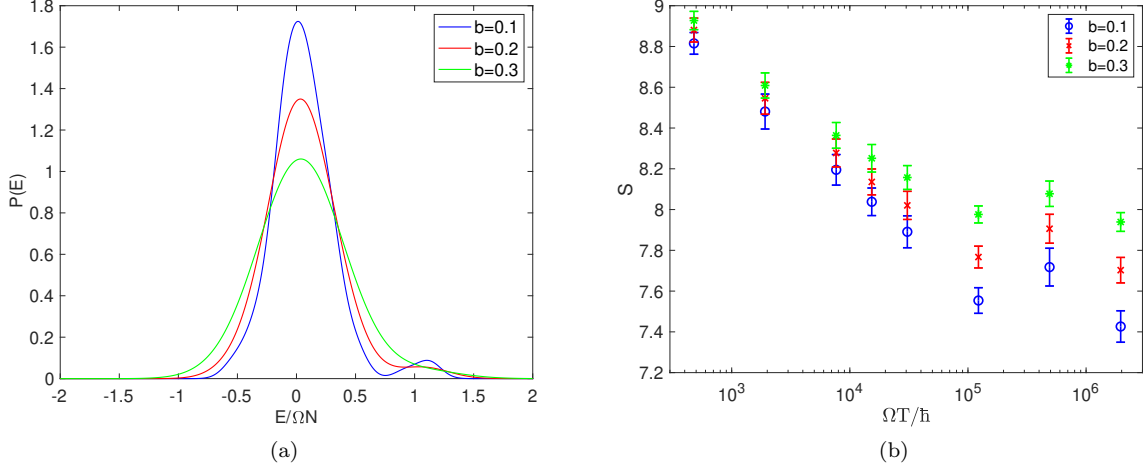 b=0.1
b=0.2
b=0.3
P(E)
1.8
1.6
1.4
1.2
1
0.8
0.6
0.4
0.2
0
-2 -1.5 -1 -0.5 0 0.5 1 1.5 2
E/ΩN
(a)
b=0.1
b=0.2
b=0.3
S
9
8.8
8.6
8.4
8.2
8
7.8
7.6
7.4
7.2
10³ 10⁴ 10⁵ 10⁶
ΩT/ħ
(b)